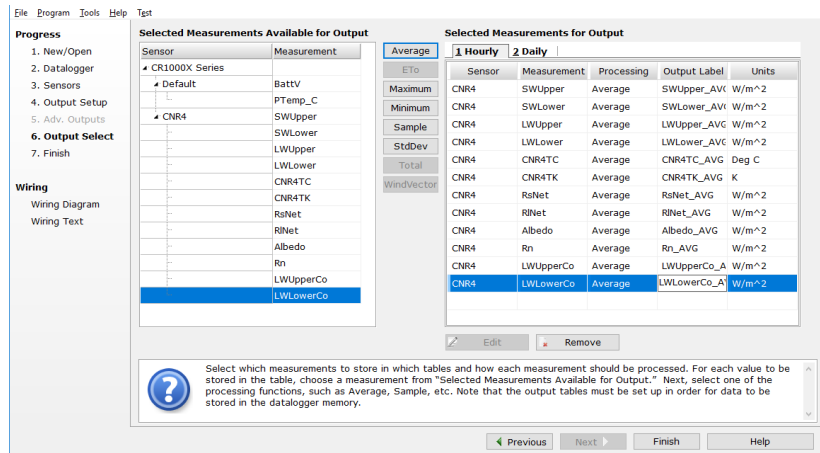 File Program Tools Help Test
Progress
1. New/Open
2. Datalogger
3. Sensors
4. Output Setup
5. Adv. Outputs
6. Output Select
7. Finish
Wiring
Wiring Diagram
Wiring Text
Selected Measurements Available for Output
Sensor Measurement
CR1000X Series
Default BattV
PTemp_C
CNR4 SWUpper
SWLower
LWUpper
LWLower
CNR4TC
CNR4TK
RsNet
RlNet
Albedo
Rn
LWUpperCo
LWLowerCo
Average
ETo
Maximum
Minimum
Sample
StdDev
Total
WindVector
Selected Measurements for Output
1 Hourly 2 Daily
Sensor Measurement Processing Output Label Units
CNR4 SWUpper Average SWUpper_AVG W/m^2
CNR4 SWLower Average SWLower_AVG W/m^2
CNR4 LWUpper Average LWUpper_AVG W/m^2
CNR4 LWLower Average LWLower_AVG W/m^2
CNR4 CNR4TC Average CNR4TC_AVG Deg C
CNR4 CNR4TK Average CNR4TK_AVG K
CNR4 RsNet Average RsNet_AVG W/m^2
CNR4 RlNet Average RlNet_AVG W/m^2
CNR4 Albedo Average Albedo_AVG W/m^2
CNR4 Rn Average Rn_AVG W/m^2
CNR4 LWUpperCo Average LWUpperCo_A W/m^2
CNR4 LWLowerCo Average LWLowerCo_A W/m^2
Edit Remove
Select which measurements to store in which tables and how each measurement should be processed. For each value to be
stored in the table, choose a measurement from "Selected Measurements Available for Output." Next, select one of the
processing functions, such as Average, Sample, etc. Note that the output tables must be set up in order for data to be
stored in the datalogger memory.
Previous Next Finish Help